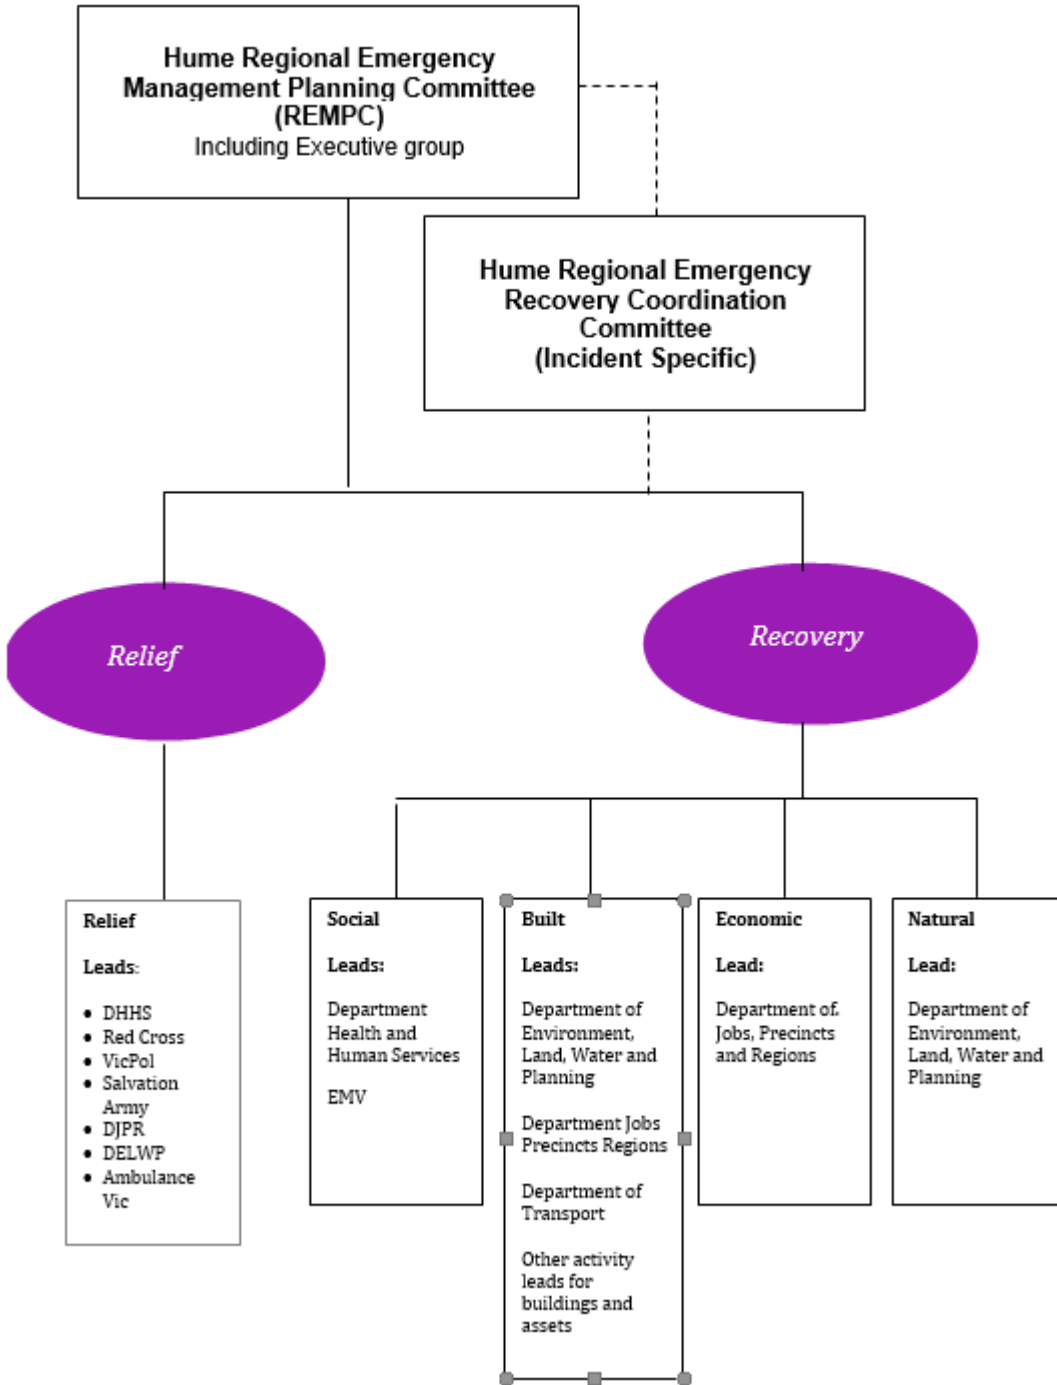 Hume Regional Emergency
Management Planning Committee
(REMPC)
Including Executive group
Hume Regional Emergency
Recovery Coordination
Committee
(Incident Specific)
Relief
Recovery
Relief
Leads:
• DHHS
• Red Cross
• VicPol
• Salvation
Army
• DJPR
• DELWP
• Ambulance
Vic
Social
Leads:
Department
Health and
Human Services
EMV
Built
Leads:
Department of
Environment,
Land, Water and
Planning
Department Jobs
Precincts Regions
Department of
Transport
Other activity
leads for
buildings and
assets
Economic
Lead:
Department of.
Jobs, Precincts
and Regions
Natural
Lead:
Department of
Environment,
Land, Water and
Planning